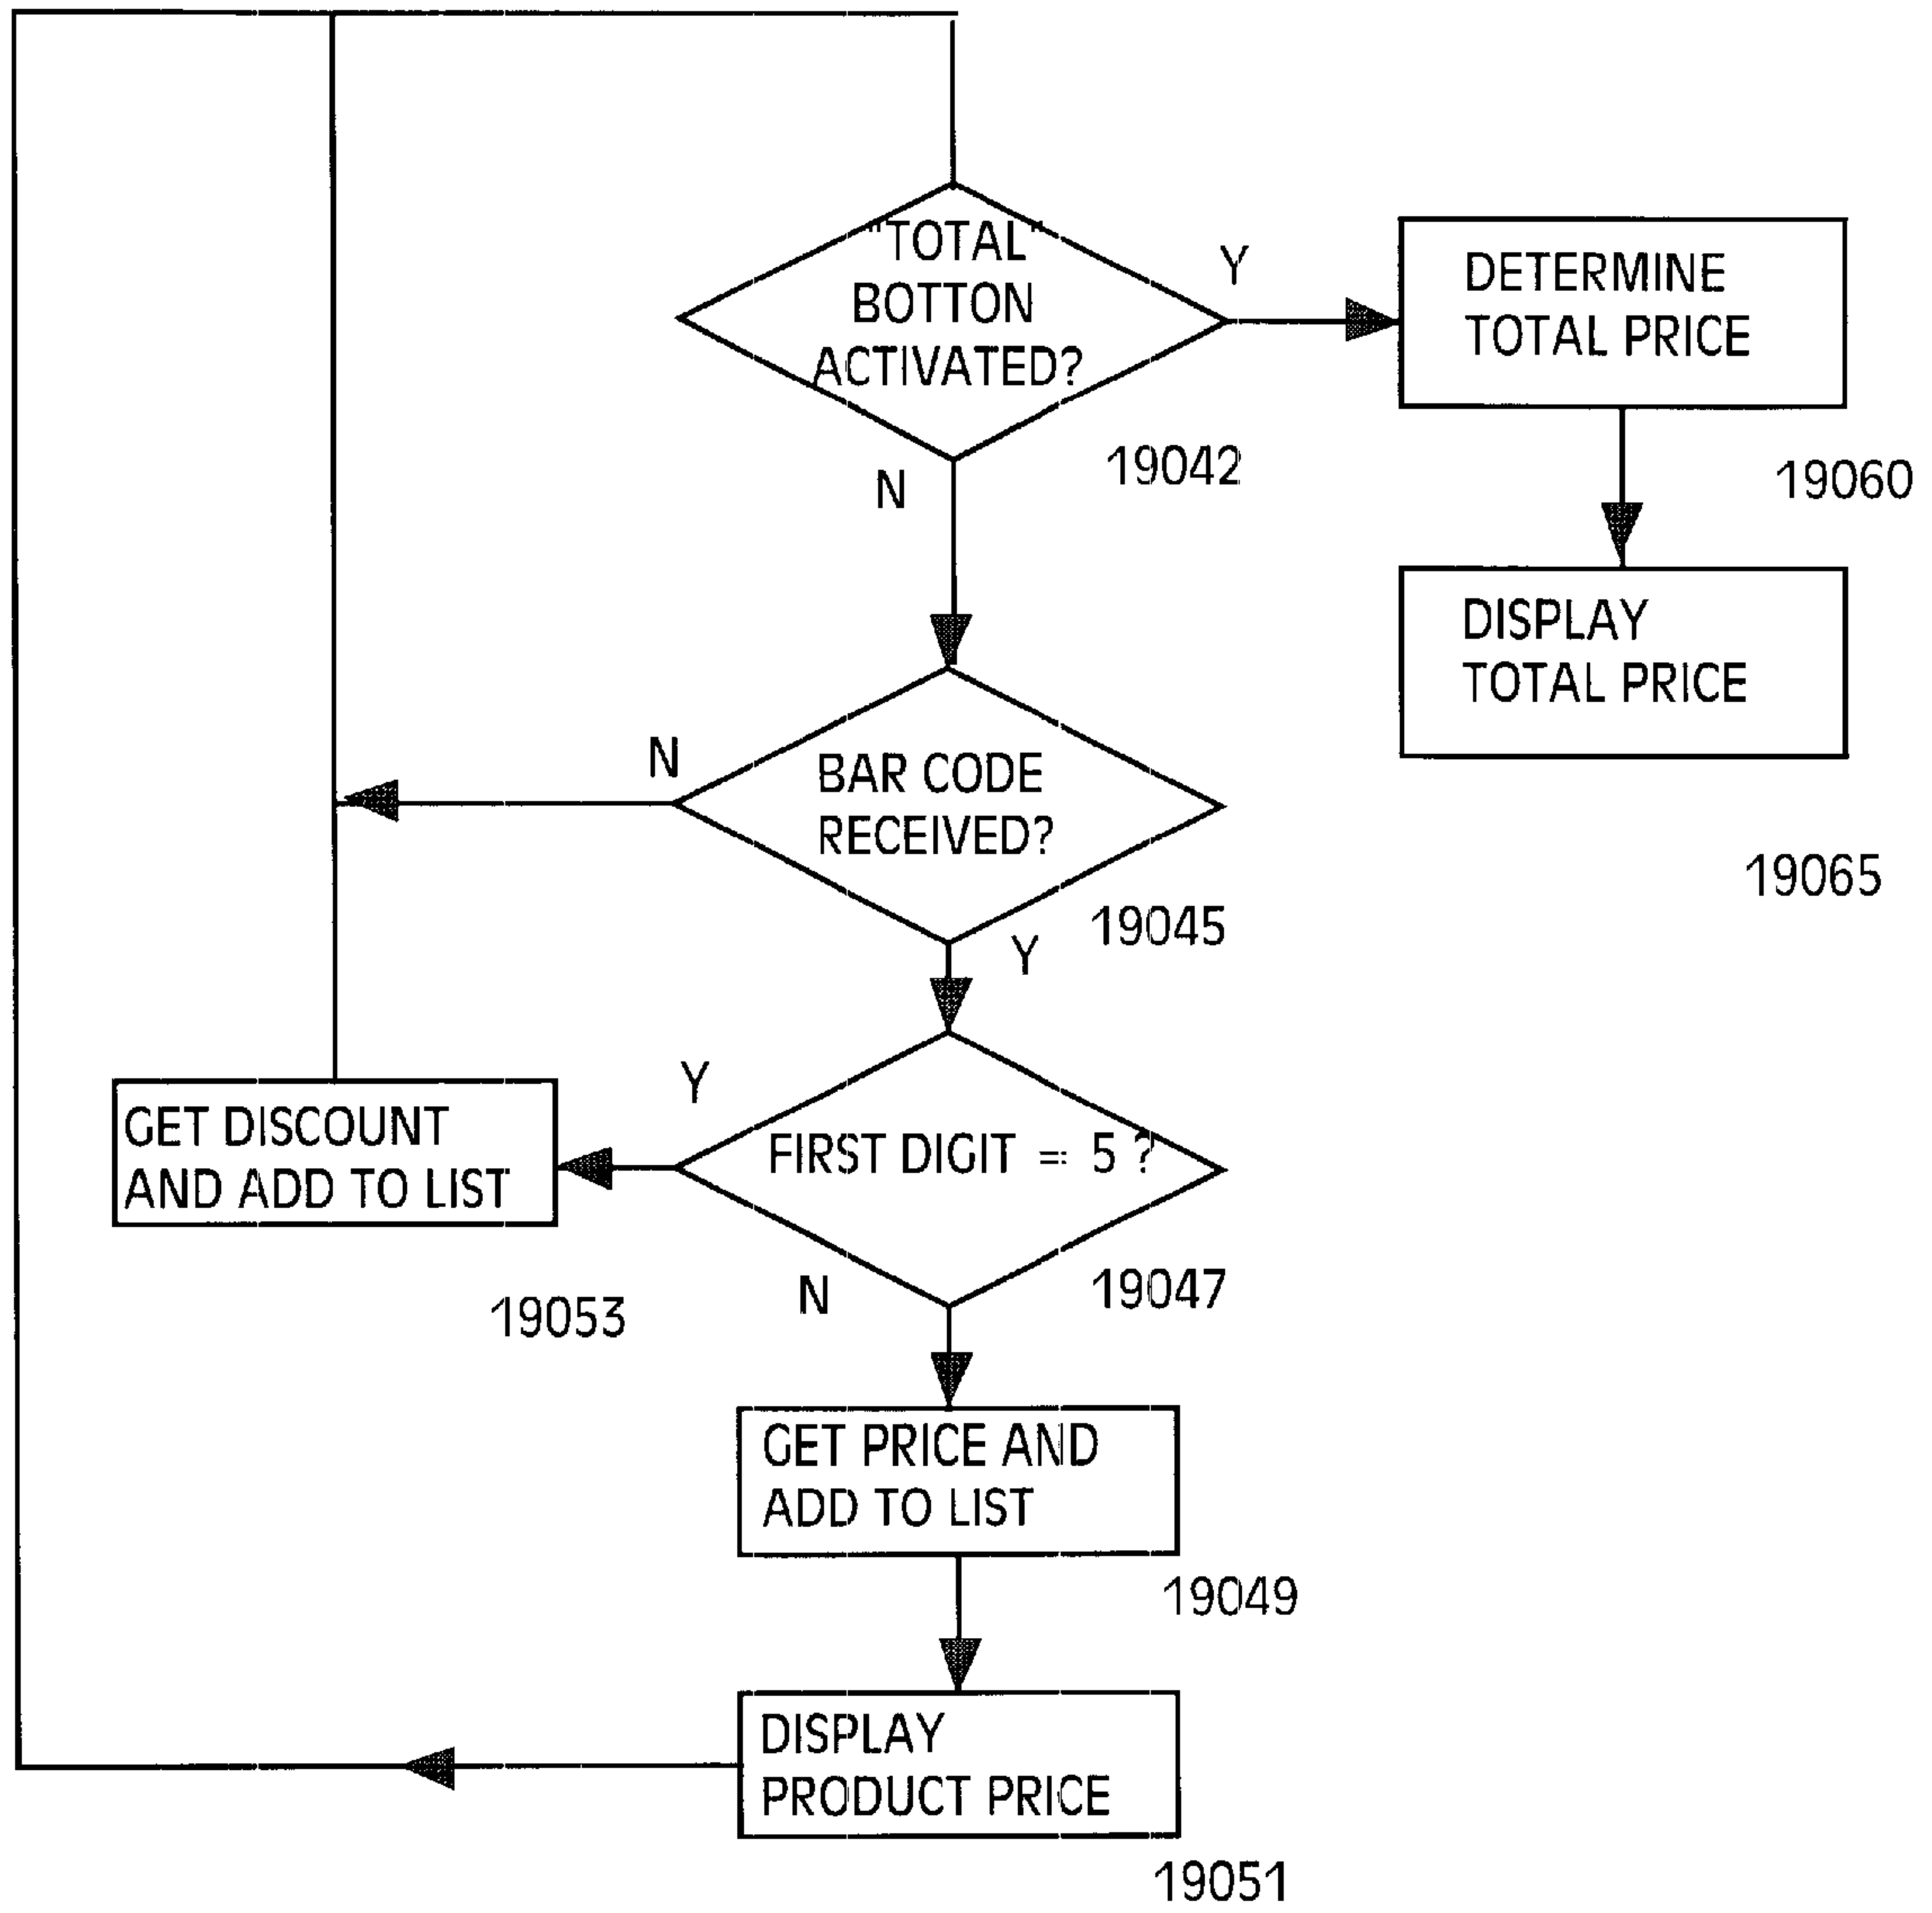 "TOTAL"
BOTTON
ACTIVATED?
Y
DETERMINE
TOTAL PRICE
19042
N
19060
DISPLAY
TOTAL PRICE
N
BAR CODE
RECEIVED?
19065
19045
Y
Y
GET DISCOUNT
AND ADD TO LIST
FIRST DIGIT = 5 ?
19053
N
19047
GET PRICE AND
ADD TO LIST
19049
DISPLAY
PRODUCT PRICE
19051